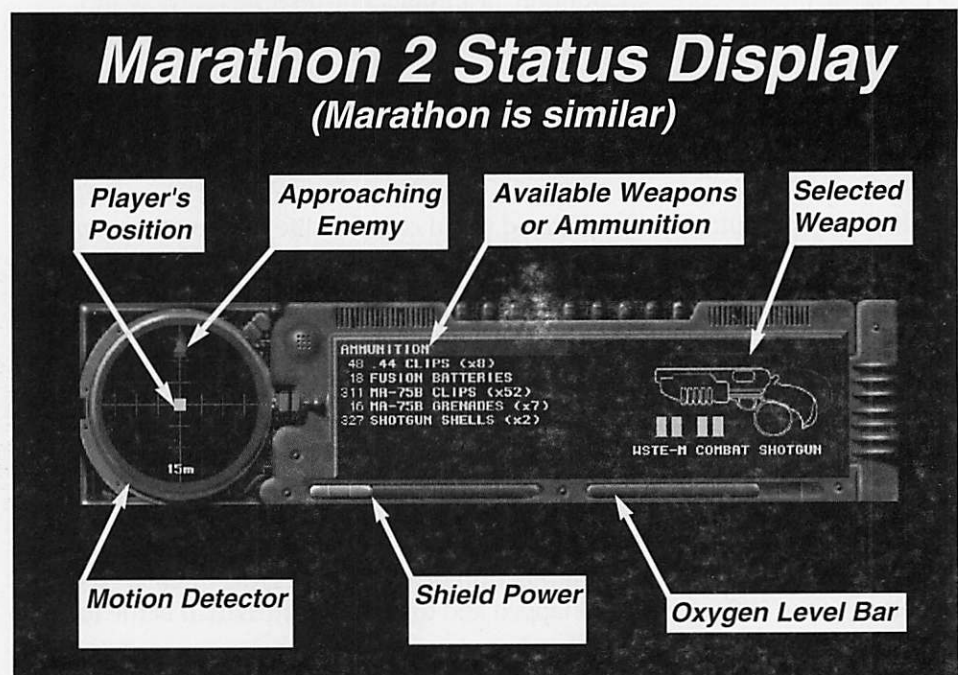 Marathon 2 Status Display
(Marathon is similar)
Player's
Position
Approaching
Enemy
Available Weapons
or Ammunition
Selected
Weapon
AMMUNITION
48 .44 CLIPS (x8)
18 FUSION BATTERIES
311 MA-75B CLIPS (x52)
16 MA-75B GRENADES (x7)
327 SHOTGUN SHELLS (x2)
WSTE-M COMBAT SHOTGUN
15m
Motion Detector
Shield Power
Oxygen Level Bar